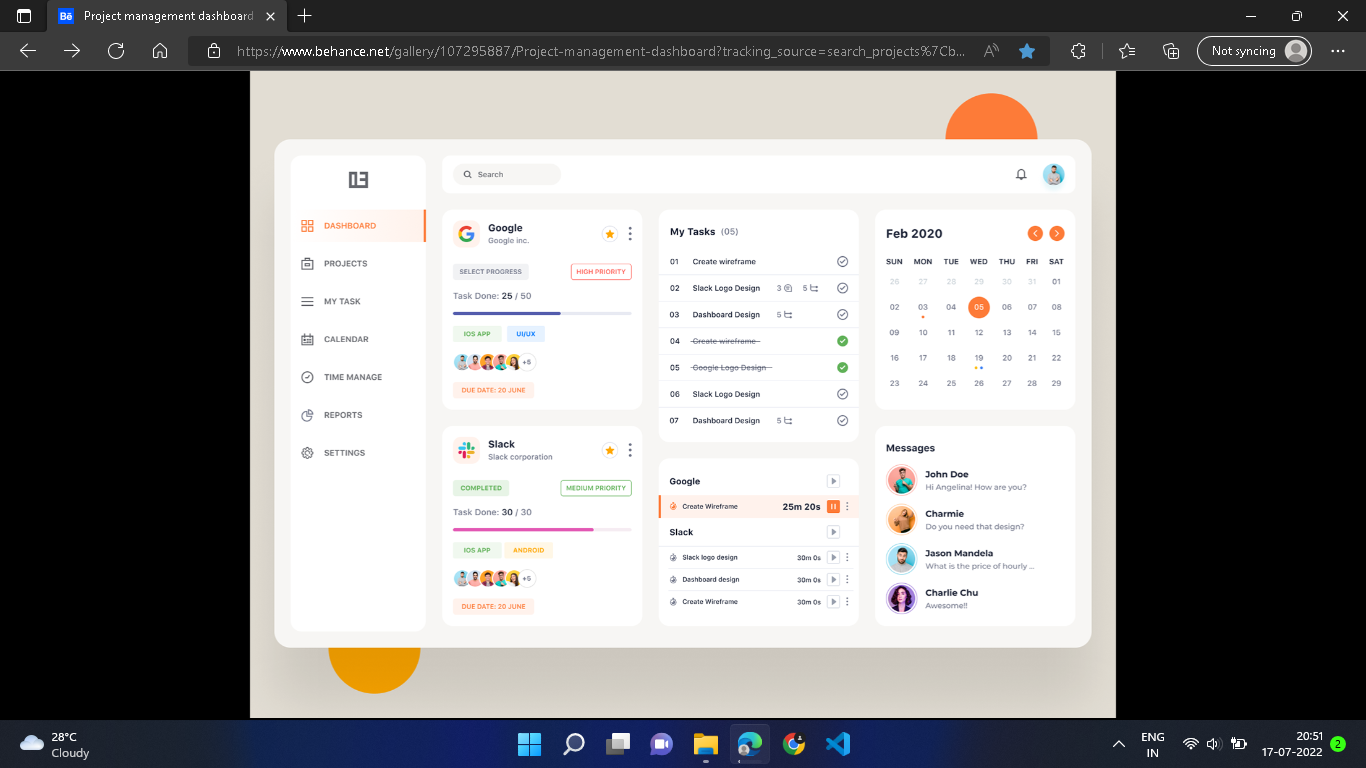 Project management dashboard
https://www.behance.net/gallery/107295887/Project-management-dashboard?tracking_source=search_projects%7Cb...
Not syncing
Search
DASHBOARD
PROJECTS
MY TASK
CALENDAR
TIME MANAGE
REPORTS
SETTINGS
Google
Google inc.
SELECT PROGRESS
HIGH PRIORITY
Task Done: 25 / 50
IOS APP
UI/UX
+5
DUE DATE: 20 JUNE
Slack
Slack corporation
COMPLETED
MEDIUM PRIORITY
Task Done: 30 / 30
IOS APP
ANDROID
+5
DUE DATE: 20 JUNE
My Tasks (05)
01 Create wireframe
02 Slack Logo Design 3 5
03 Dashboard Design 5
04 Create wireframe
05 Google Logo Design
06 Slack Logo Design
07 Dashboard Design 5
Google
Create Wireframe 25m 20s
Slack
Slack logo design 30m 0s
Dashboard design 30m 0s
Create Wireframe 30m 0s
Feb 2020
SUN MON TUE WED THU FRI SAT
26 27 28 29 30 31 01
02 03 04 05 06 07 08
09 10 11 12 13 14 15
16 17 18 19 20 21 22
23 24 25 26 27 28 29
Messages
John Doe
Hi Angelina! How are you?
Charmie
Do you need that design?
Jason Mandela
What is the price of hourly ...
Charlie Chu
Awesome!!
28°C
Cloudy
ENG
IN
20:51
17-07-2022
2